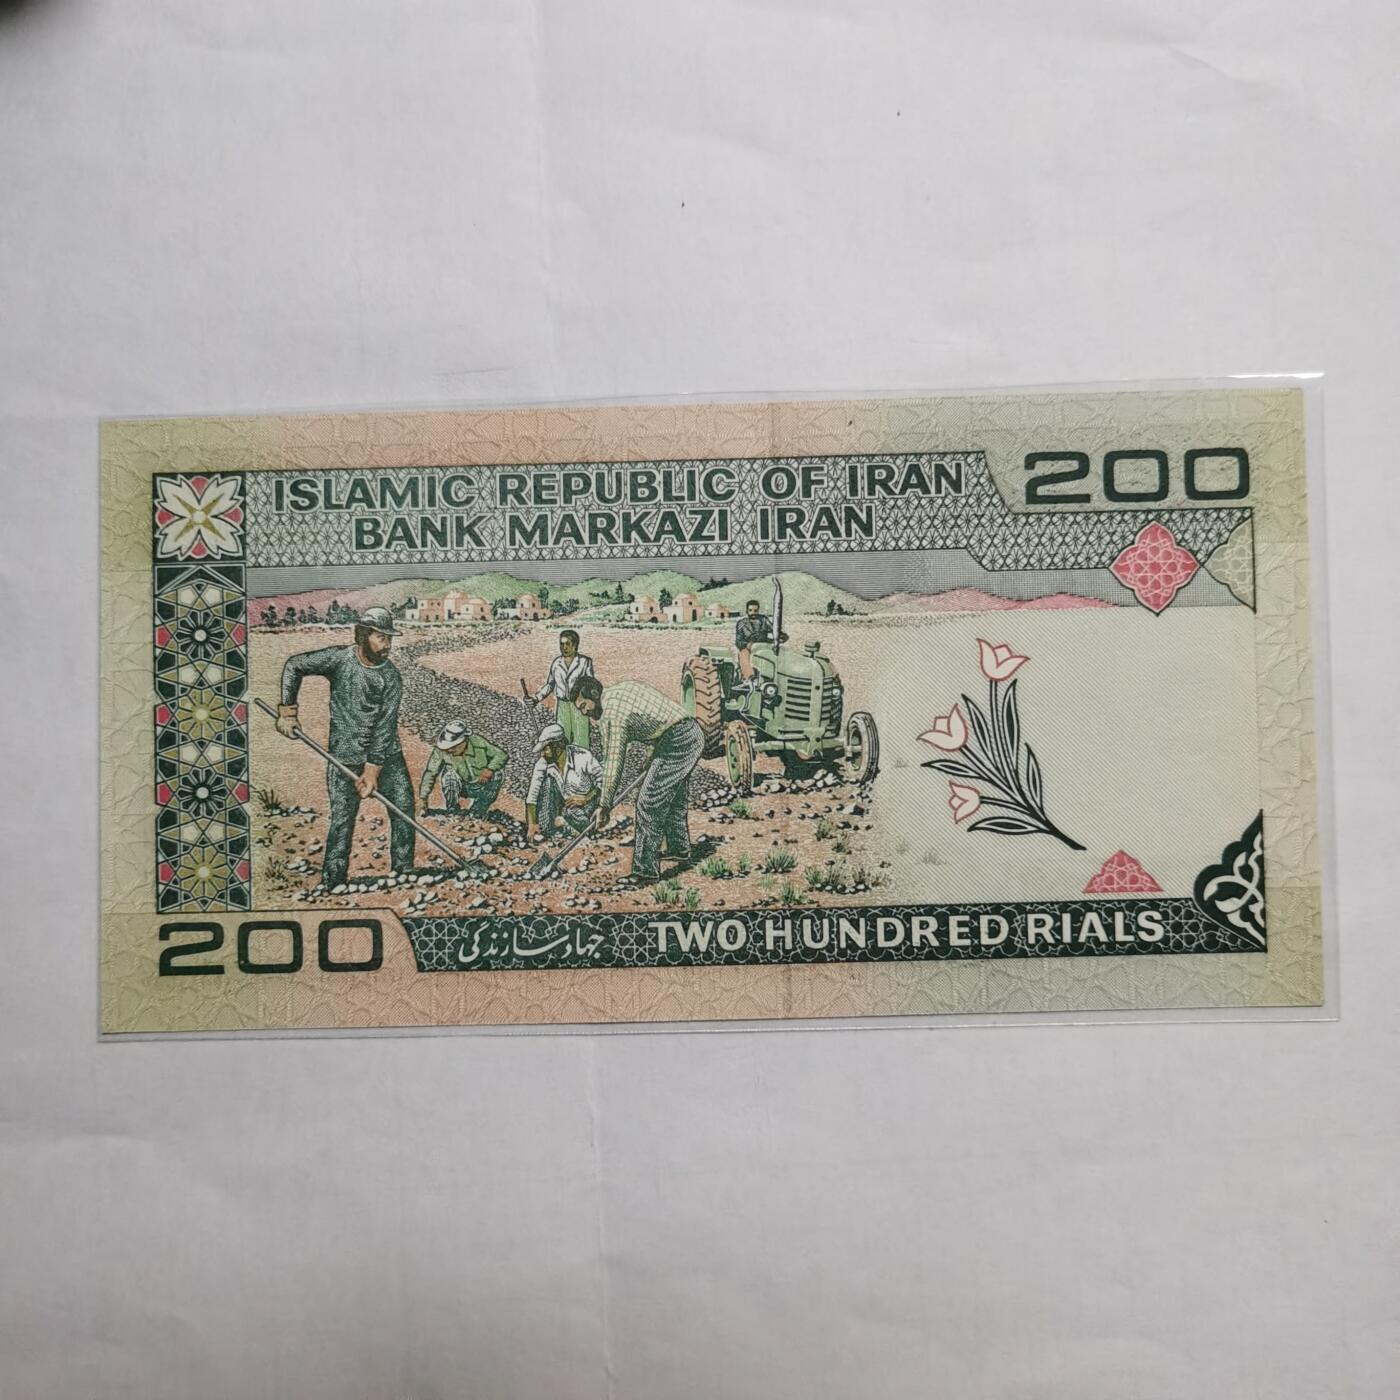 ISLAMIC REPUBLIC OF IRAN
200
BANK MARKAZI IRAN
200
جهاد سازندگی
TWO HUNDRED RIALS